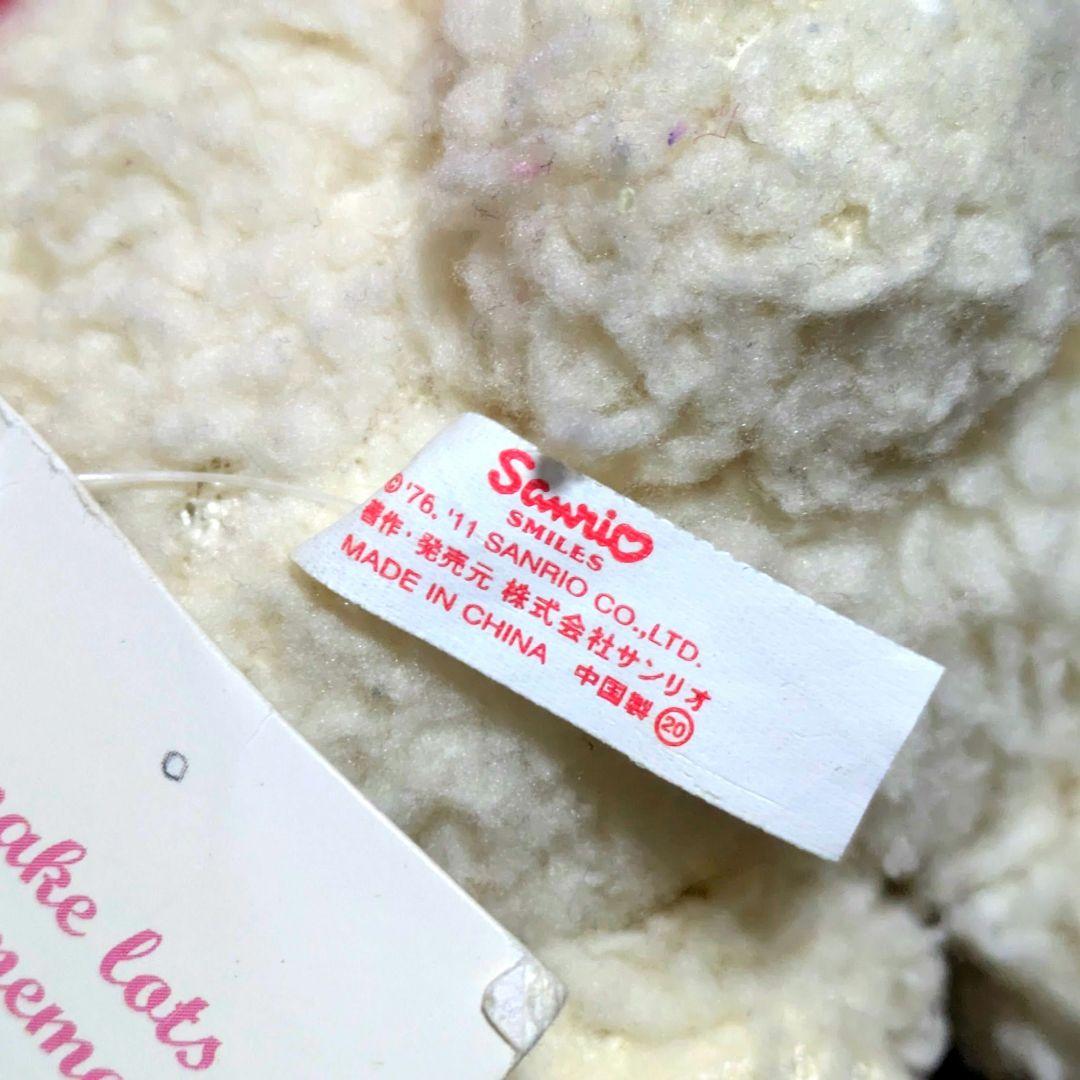 Sanrio
SMILES
© '76, '11 SANRIO CO.,LTD.
著作・発売元 株式会社サンリオ
MADE IN CHINA 中国製 ⑳
lots